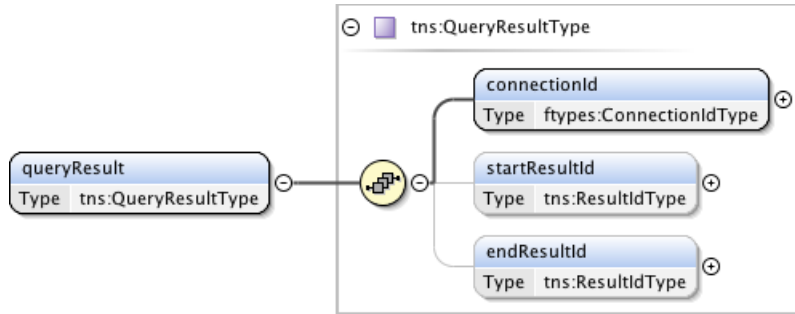 tns:QueryResultType
connectionId
Type ftypes:ConnectionIdType
queryResult
Type tns:QueryResultType
startResultId
Type tns:ResultIdType
endResultId
Type tns:ResultIdType